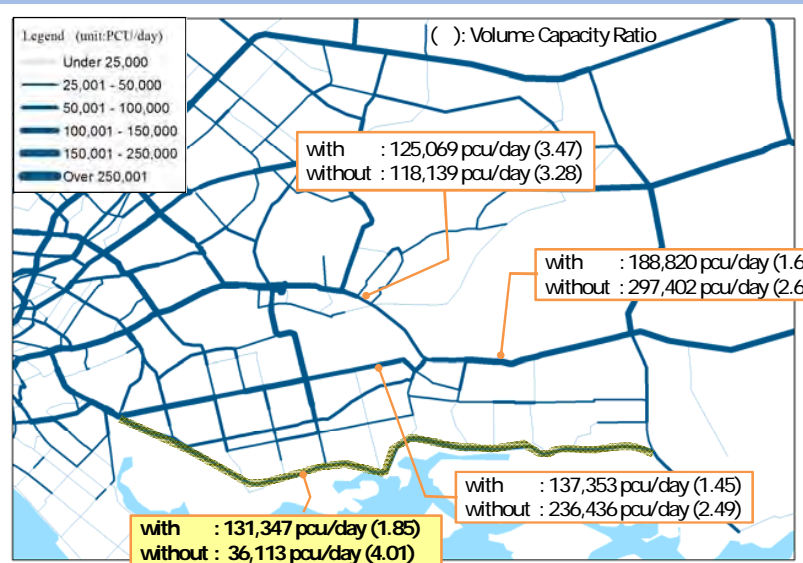 Legend (unit:PCU/day)
Under 25,000
25,001 - 50,000
50,001 - 100,000
100,001 - 150,000
150,001 - 250,000
Over 250,001
( ): Volume Capacity Ratio
with : 125,069 pcu/day (3.47)
without : 118,139 pcu/day (3.28)
with : 188,820 pcu/day (1.6
without : 297,402 pcu/day (2.6
with : 137,353 pcu/day (1.45)
without : 236,436 pcu/day (2.49)
with : 131,347 pcu/day (1.85)
without : 36,113 pcu/day (4.01)